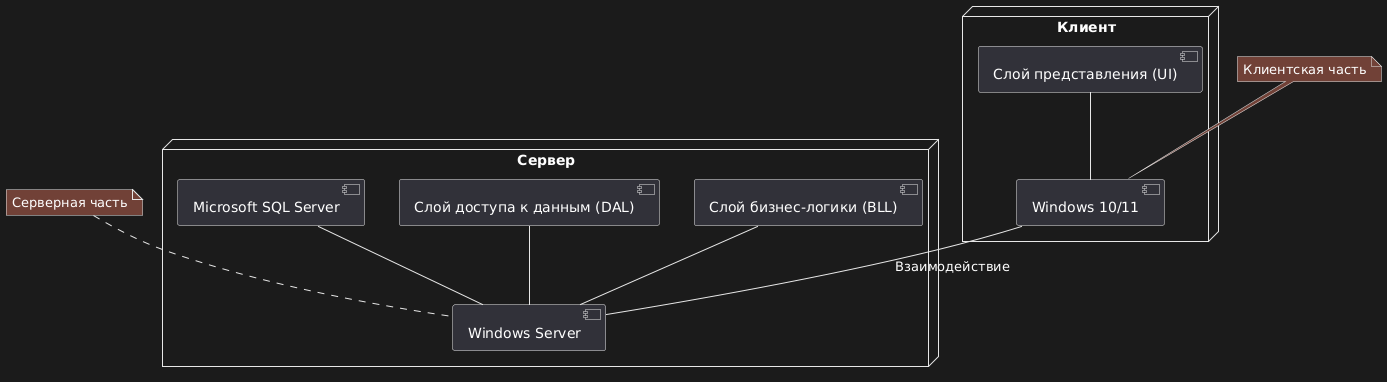 Клиент
Слой представления (UI)
Клиентская часть
Сервер
Серверная часть
Microsoft SQL Server
Слой доступа к данным (DAL)
Слой бизнес-логики (BLL)
Windows 10/11
Взаимодействие
Windows Server